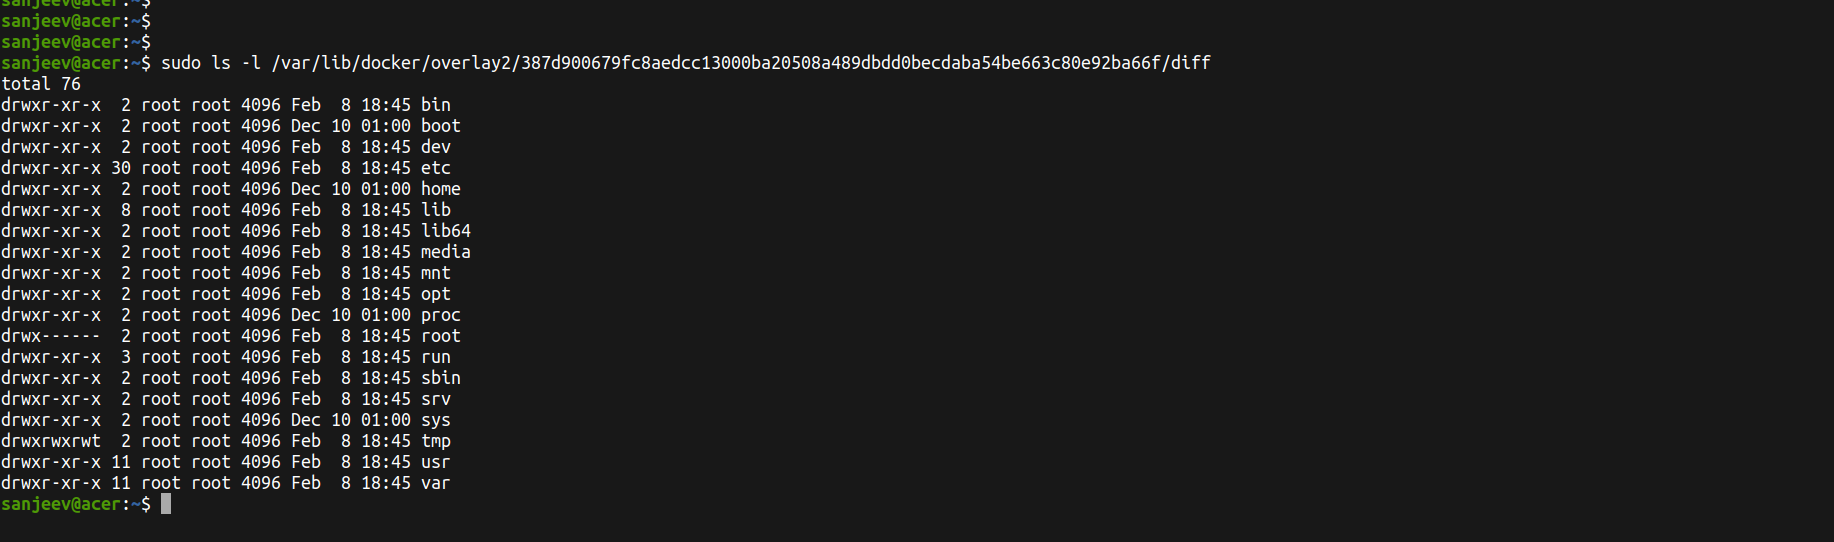 sanjeev@acer:~$
sanjeev@acer:~$
sanjeev@acer:~$
sanjeev@acer:~$ sudo ls -l /var/lib/docker/overlay2/387d900679fc8aedcc13000ba20508a489dbdd0becdaba54be663c80e92ba66f/diff
total 76
drwxr-xr-x  2 root root 4096 Feb  8 18:45 bin
drwxr-xr-x  2 root root 4096 Dec 10 01:00 boot
drwxr-xr-x  2 root root 4096 Feb  8 18:45 dev
drwxr-xr-x 30 root root 4096 Feb  8 18:45 etc
drwxr-xr-x  2 root root 4096 Dec 10 01:00 home
drwxr-xr-x  8 root root 4096 Feb  8 18:45 lib
drwxr-xr-x  2 root root 4096 Feb  8 18:45 lib64
drwxr-xr-x  2 root root 4096 Feb  8 18:45 media
drwxr-xr-x  2 root root 4096 Feb  8 18:45 mnt
drwxr-xr-x  2 root root 4096 Feb  8 18:45 opt
drwxr-xr-x  2 root root 4096 Dec 10 01:00 proc
drwx------  2 root root 4096 Feb  8 18:45 root
drwxr-xr-x  3 root root 4096 Feb  8 18:45 run
drwxr-xr-x  2 root root 4096 Feb  8 18:45 sbin
drwxr-xr-x  2 root root 4096 Feb  8 18:45 srv
drwxr-xr-x  2 root root 4096 Dec 10 01:00 sys
drwxrwxrwt  2 root root 4096 Feb  8 18:45 tmp
drwxr-xr-x 11 root root 4096 Feb  8 18:45 usr
drwxr-xr-x 11 root root 4096 Feb  8 18:45 var
sanjeev@acer:~$